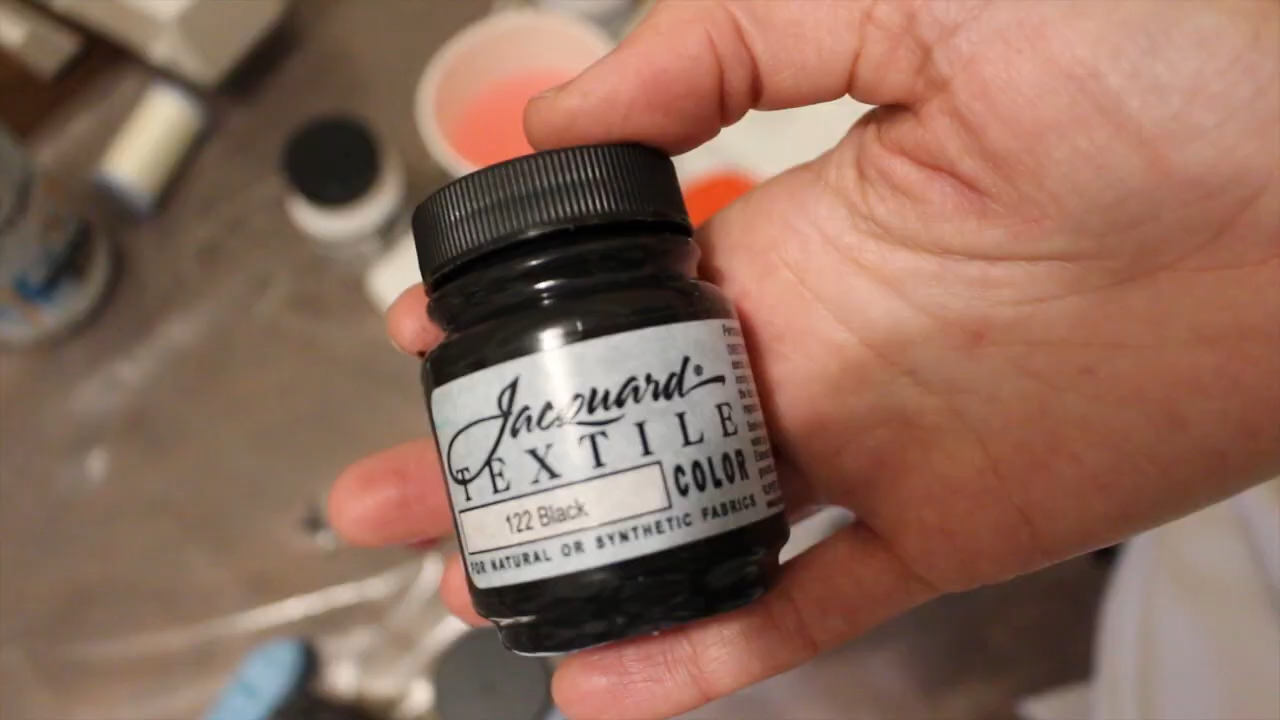 Jacquard®
TEXTILE
COLOR
122 Black
FOR NATURAL OR SYNTHETIC FABRICS